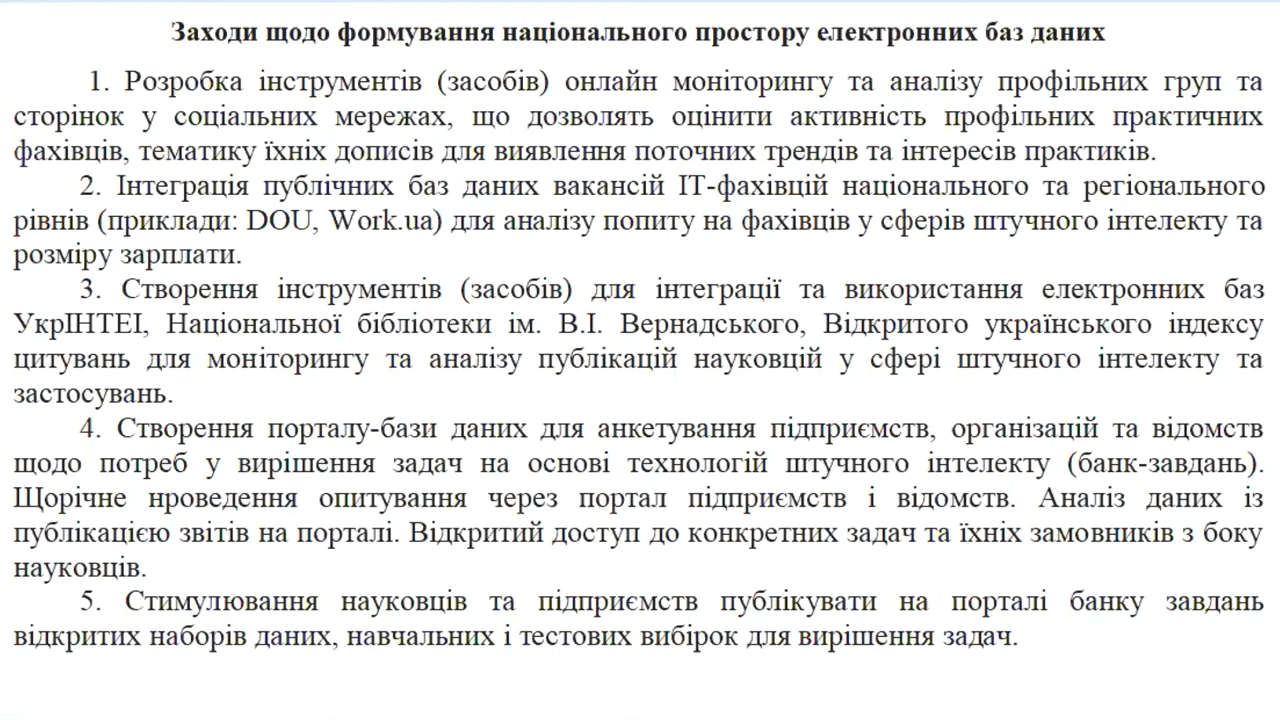 Заходи щодо формування національного простору електронних баз даних
1. Розробка інструментів (засобів) онлайн моніторингу та аналізу профільних груп та
сторінок у соціальних мережах, що дозволять оцінити активність профільних практичних
фахівців, тематику їхніх дописів для виявлення поточних трендів та інтересів практиків.
2. Інтеграція публічних баз даних вакансій ІТ-фахівцій національного та регіонального
рівнів (приклади: DOU, Work.ua) для аналізу попиту на фахівців у сферів штучного інтелекту та
розміру зарплати.
3. Створення інструментів (засобів) для інтеграції та використання електронних баз
УкрІНТЕІ, Національної бібліотеки ім. В.І. Вернадського, Відкритого українського індексу
цитувань для моніторингу та аналізу публікацій науковцій у сфері штучного інтелекту та
застосувань.
4. Створення порталу-бази даних для анкетування підприємств, організацій та відомств
щодо потреб у вирішення задач на основі технологій штучного інтелекту (банк-завдань).
Щорічне нроведення опитування через портал підприємств і відомств. Аналіз даних із
публікацією звітів на порталі. Відкритий доступ до конкретних задач та їхніх замовників з боку
науковців.
5. Стимулювання науковців та підприємств публікувати на порталі банку завдань
відкритих наборів даних, навчальних і тестових вибірок для вирішення задач.